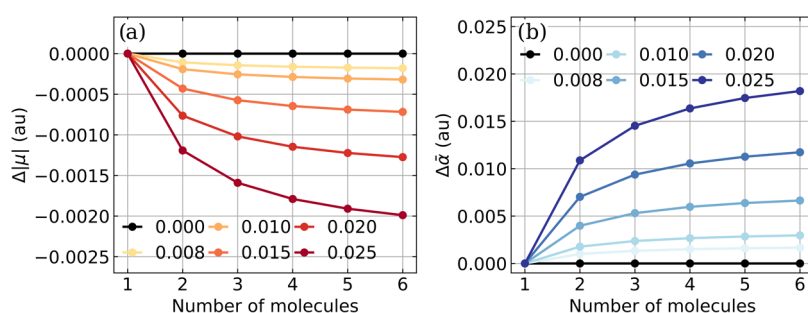 (a)
0.0000
−0.0005
−0.0010
−0.0015
−0.0020
−0.0025
Δ|μ| (au)
0.000 0.010 0.020
0.008 0.015 0.025
1 2 3 4 5 6
Number of molecules
(b)
0.025
0.020
0.015
0.010
0.005
0.000
Δᾱ (au)
0.000 0.010 0.020
0.008 0.015 0.025
1 2 3 4 5 6
Number of molecules